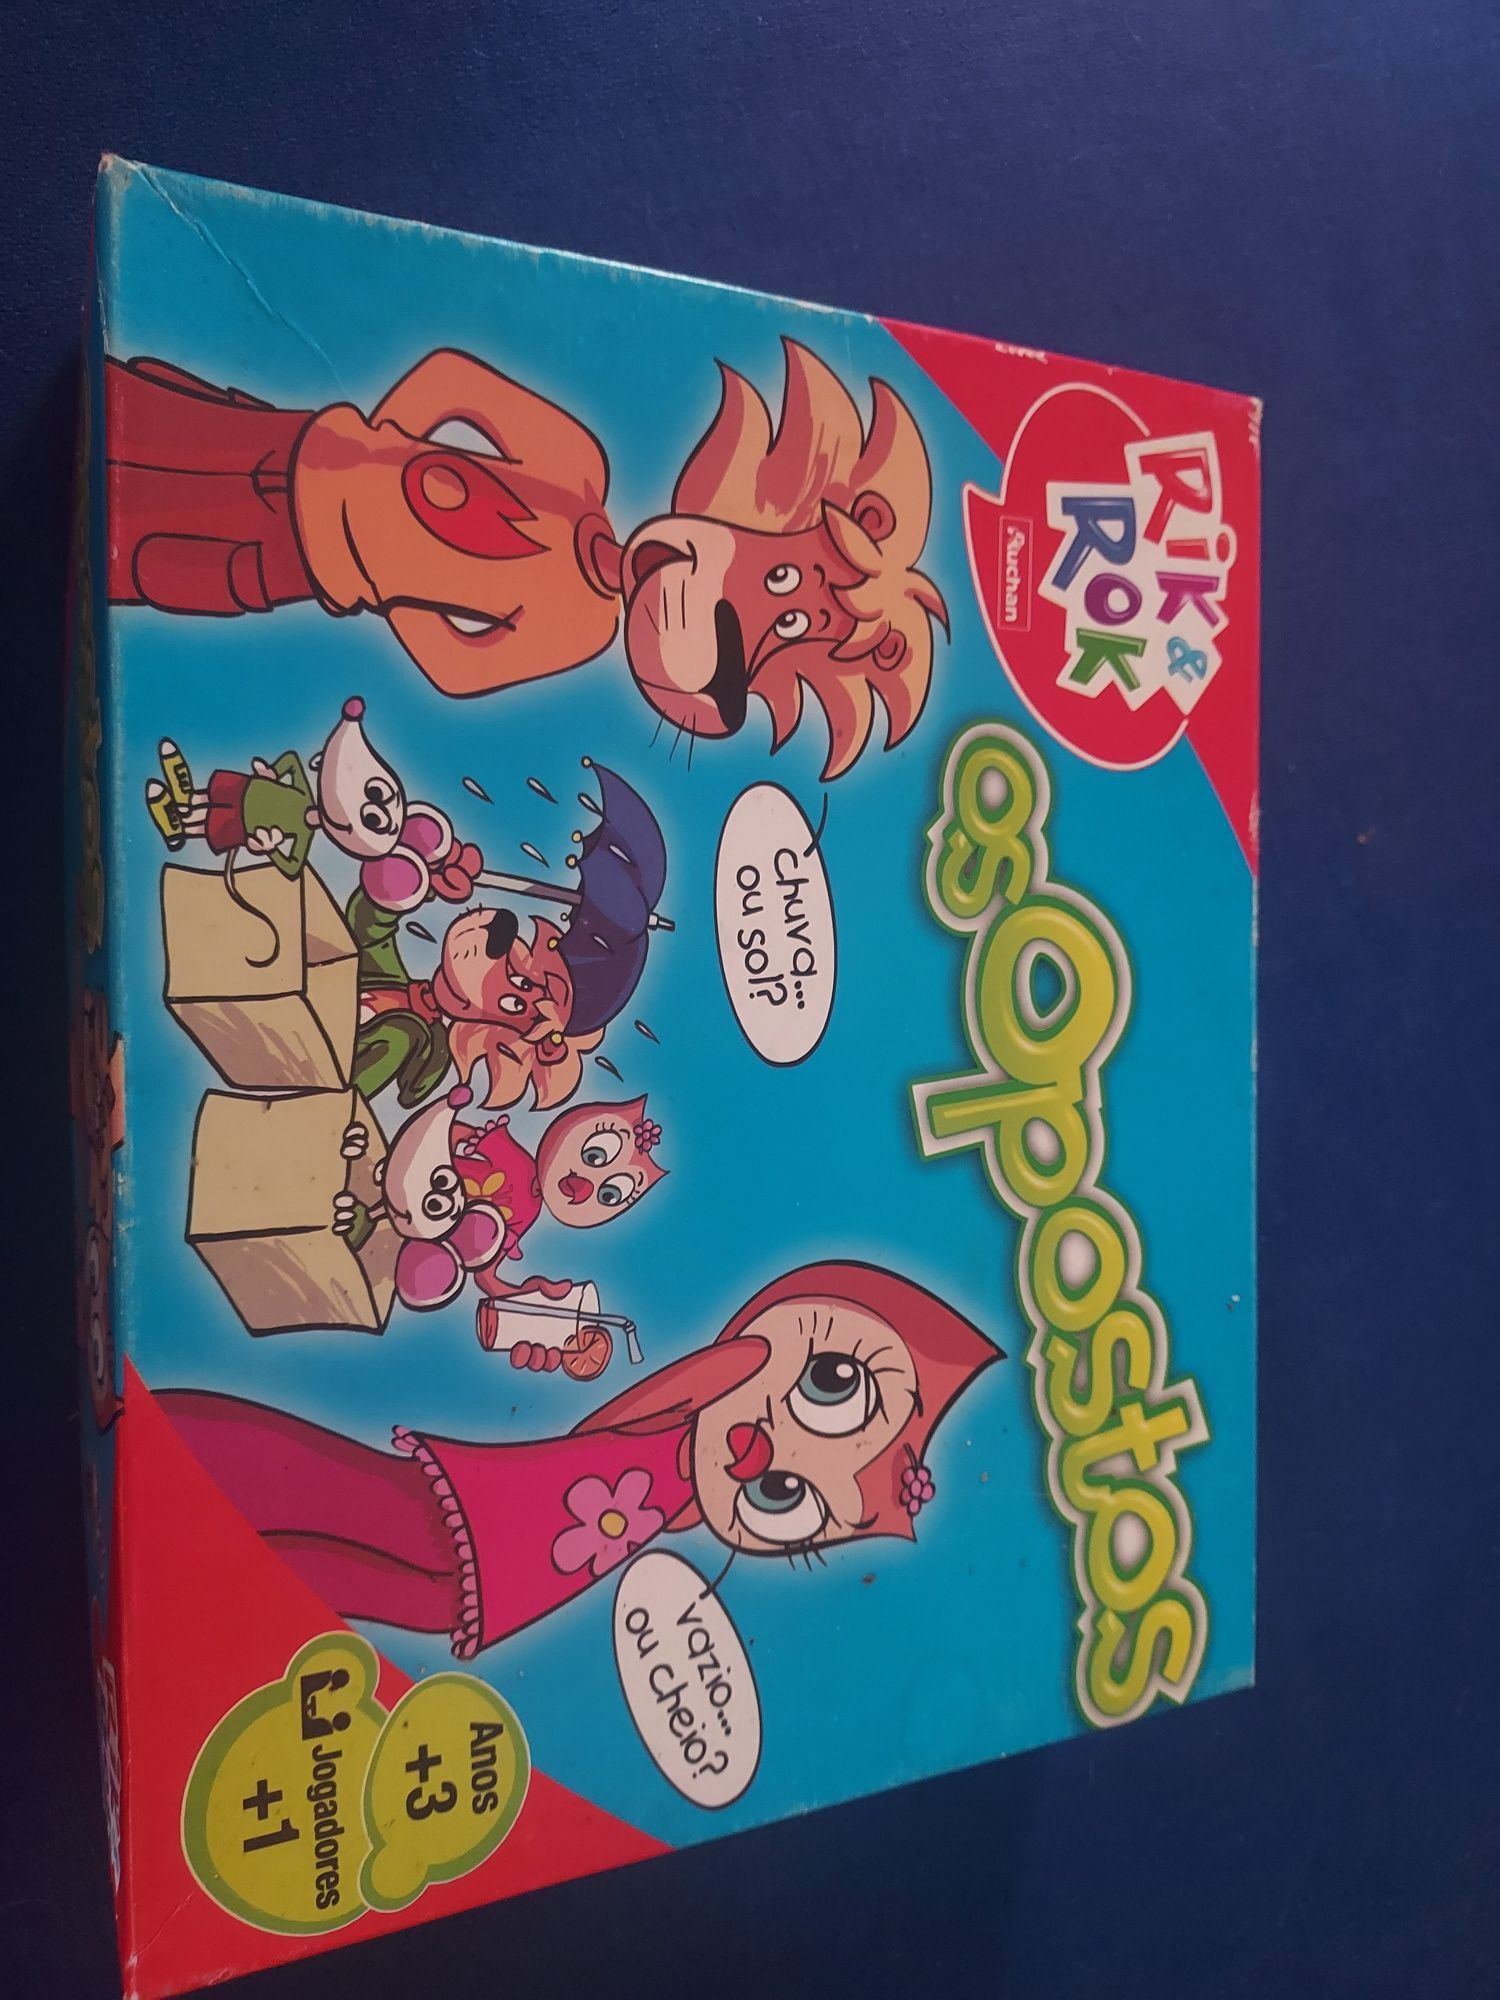 Rik &
Rok
Auchan
os Opostos
chuva...
ou sol?
vazio...
ou cheio?
Anos
+3
Jogadores
+1